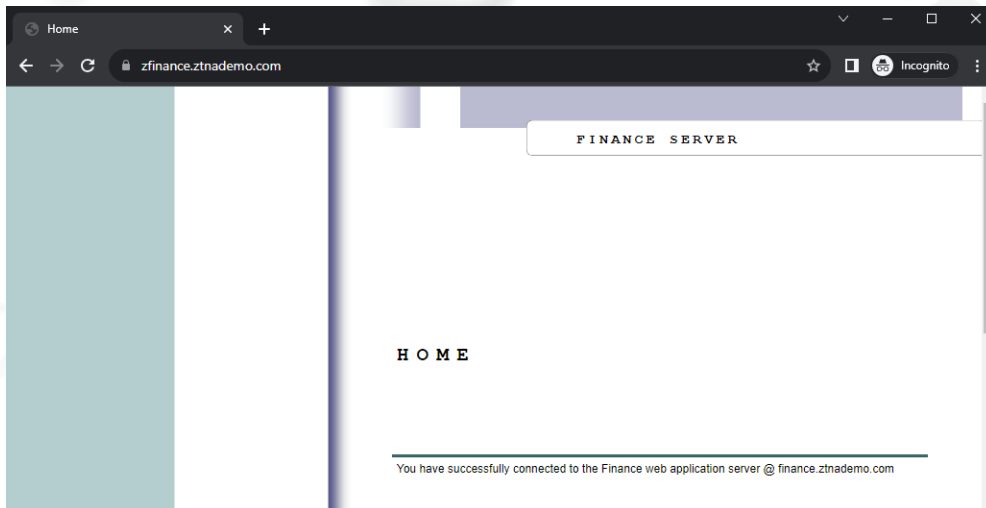 Home
zfinance.ztnademo.com
Incognito
FINANCE SERVER
HOME
You have successfully connected to the Finance web application server @ finance.ztnademo.com